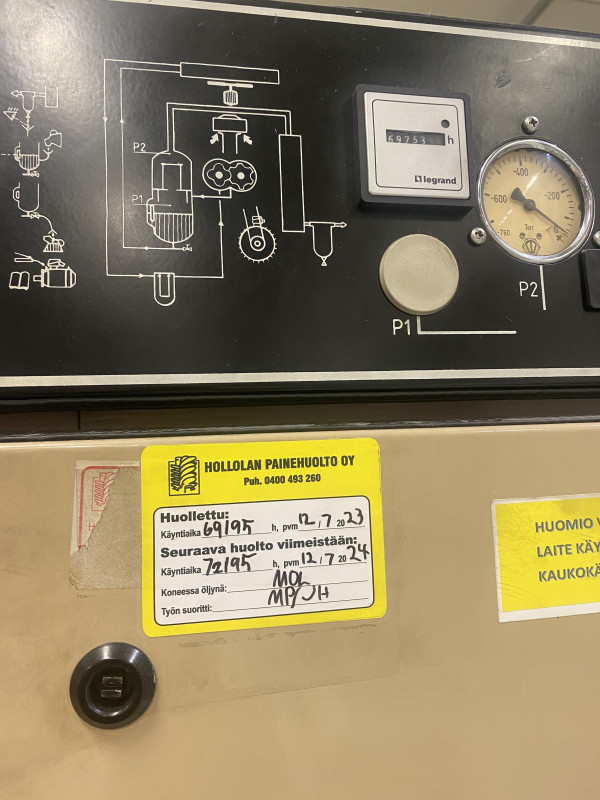 P2
P1
69753
h
legrand
-400
-600
-200
-760
Torr
P2
P1
HOLLOLAN PAINEHUOLTO OY
Puh. 0400 493 260
Huollettu:
Käyntiaika 69195 h, pvm 12/7 2023
Seuraava huolto viimeistään:
Käyntiaika 72195 h, pvm 12/7 2024
Koneessa öljynä: MOL
Työn suoritti: MP/JH
HUOMIO
LAITE
KAUKOKÄ